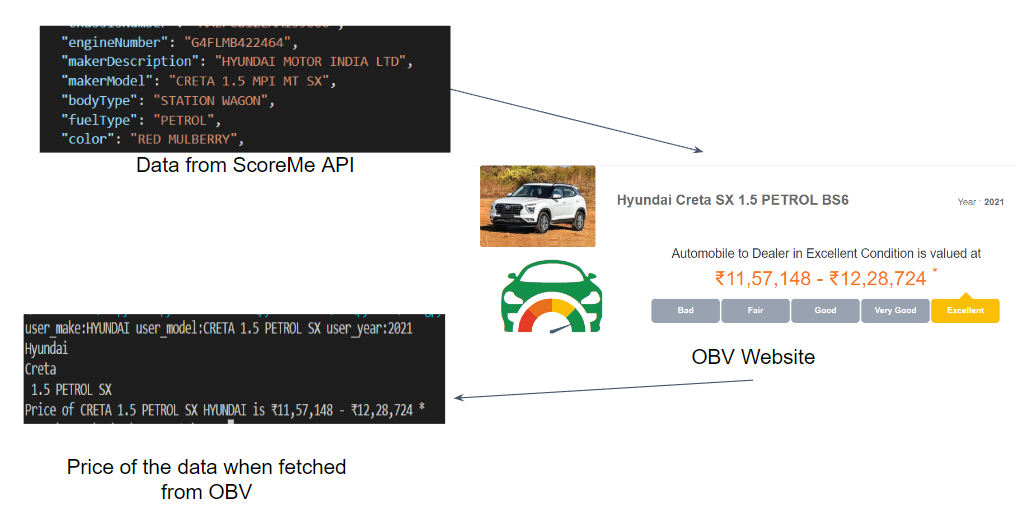 "engineNumber": "G4FLMB422464",
"makerDescription": "HYUNDAI MOTOR INDIA LTD",
"makerModel": "CRETA 1.5 MPI MT SX",
"bodyType": "STATION WAGON",
"fuelType": "PETROL",
"color": "RED MULBERRY",
Data from ScoreMe API
Hyundai Creta SX 1.5 PETROL BS6
Year : 2021
Automobile to Dealer in Excellent Condition is valued at
₹11,57,148 - ₹12,28,724 *
Bad Fair Good Very Good Excellent
OBV Website
user_make:HYUNDAI user_model:CRETA 1.5 PETROL SX user_year:2021
Hyundai
Creta
1.5 PETROL SX
Price of CRETA 1.5 PETROL SX HYUNDAI is ₹11,57,148 - ₹12,28,724 *
Price of the data when fetched
from OBV